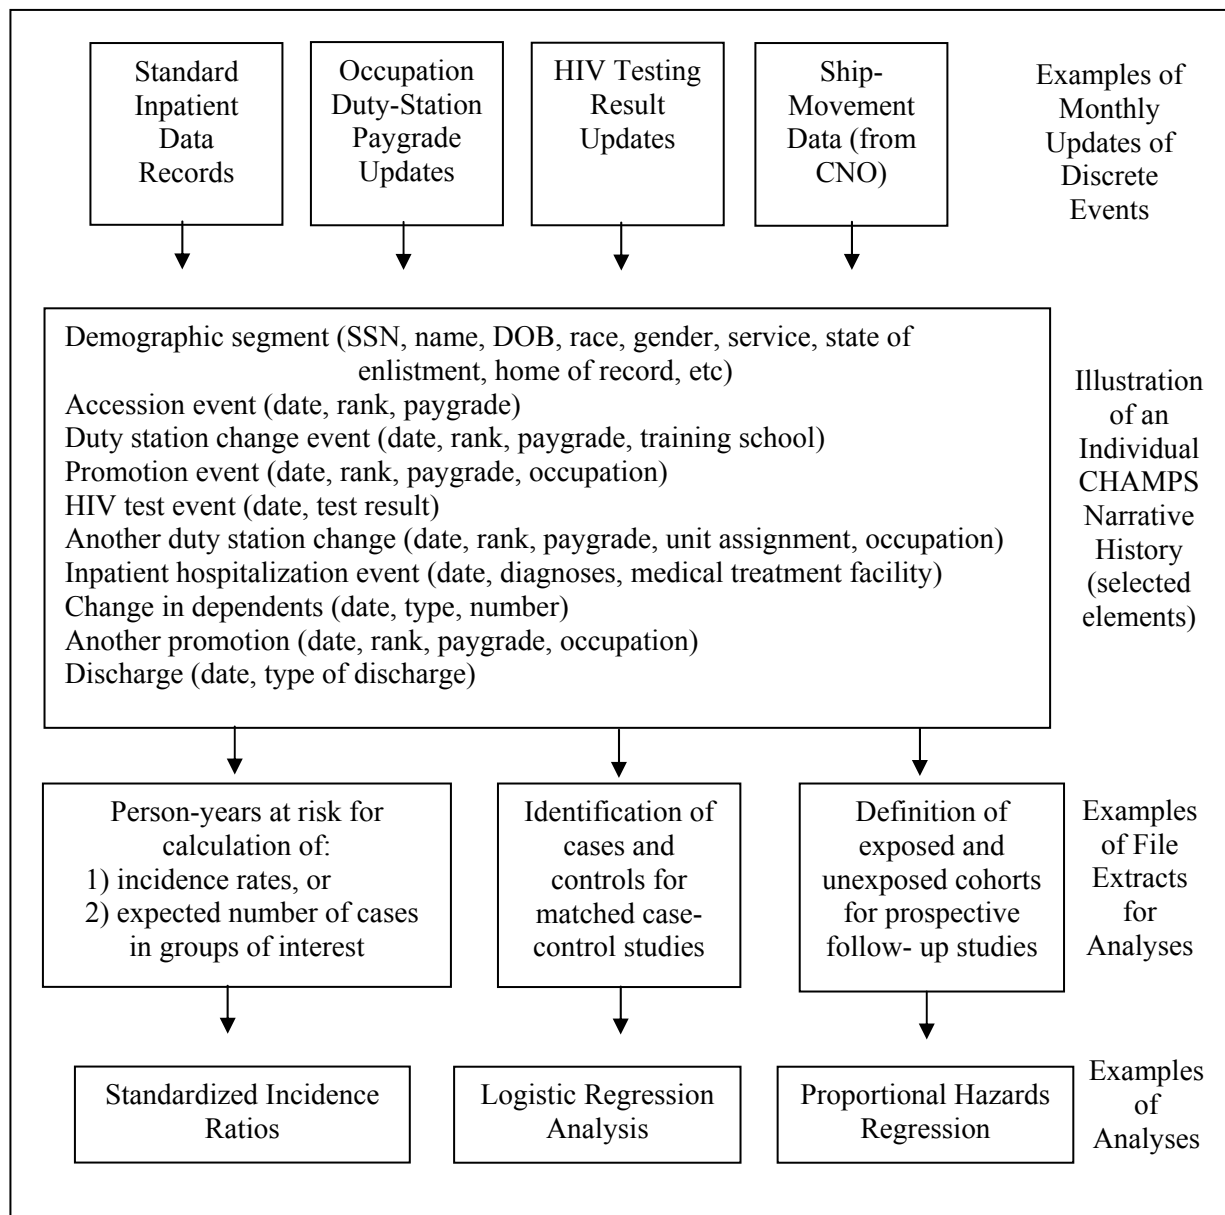 Standard
Inpatient
Data
Records
Occupation
Duty-Station
Paygrade
Updates
HIV Testing
Result
Updates
Ship-
Movement
Data (from
CNO)
Examples of
Monthly
Updates of
Discrete
Events
Demographic segment (SSN, name, DOB, race, gender, service, state of
enlistment, home of record, etc)
Accession event (date, rank, paygrade)
Duty station change event (date, rank, paygrade, training school)
Promotion event (date, rank, paygrade, occupation)
HIV test event (date, test result)
Another duty station change (date, rank, paygrade, unit assignment, occupation)
Inpatient hospitalization event (date, diagnoses, medical treatment facility)
Change in dependents (date, type, number)
Another promotion (date, rank, paygrade, occupation)
Discharge (date, type of discharge)
Illustration
of an
Individual
CHAMPS
Narrative
History
(selected
elements)
Person-years at risk for
calculation of:
1) incidence rates, or
2) expected number of cases
in groups of interest
Identification of
cases and
controls for
matched case-
control studies
Definition of
exposed and
unexposed cohorts
for prospective
follow- up studies
Examples
of File
Extracts
for
Analyses
Standardized Incidence
Ratios
Logistic Regression
Analysis
Proportional Hazards
Regression
Examples
of
Analyses